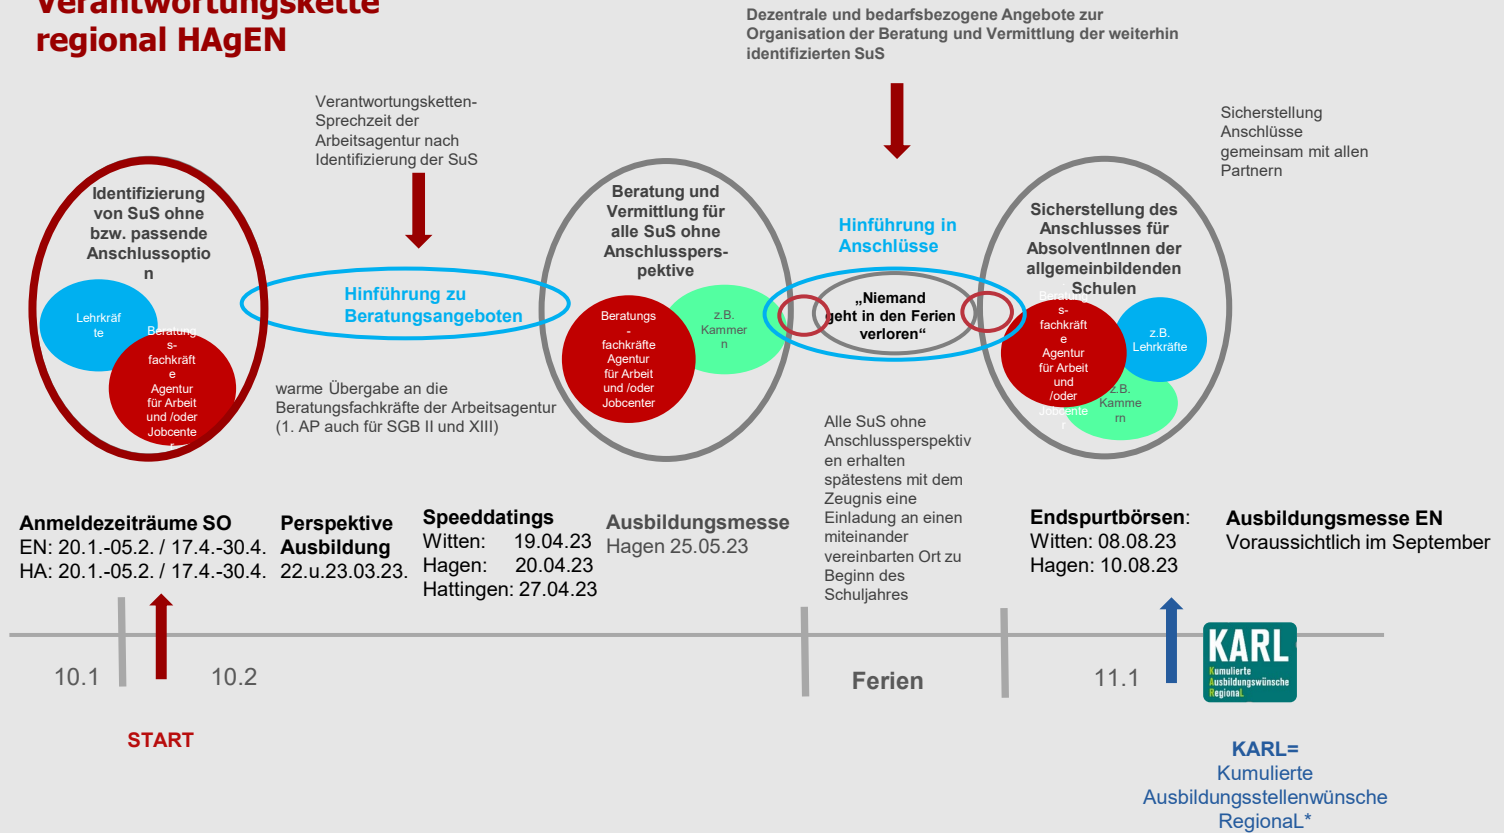 Verantwortungskette
regional HAgEN
Dezentrale und bedarfsbezogene Angebote zur
Organisation der Beratung und Vermittlung der weiterhin
identifizierten SuS
Verantwortungsketten-
Sprechzeit der
Arbeitsagentur nach
Identifizierung der SuS
Sicherstellung
Anschlüsse
gemeinsam mit allen
Partnern
Identifizierung
von SuS ohne
bzw. passende
Anschlussoptio
n
Lehrkräf
te
Beratung
s-
fachkräft
e
Agentur
für Arbeit
und /oder
Jobcente
r
Hinführung zu
Beratungsangeboten
warme Übergabe an die
Beratungsfachkräfte der Arbeitsagentur
(1. AP auch für SGB II und XIII)
Beratung und
Vermittlung für
alle SuS ohne
Anschlusspers-
pektive
Beratungs
-
fachkräfte
Agentur
für Arbeit
und /oder
Jobcenter
z.B.
Kammer
n
Hinführung in
Anschlüsse
„Niemand
geht in den Ferien
verloren“
Alle SuS ohne
Anschlussperspektiv
en erhalten
spätestens mit dem
Zeugnis eine
Einladung an einen
miteinander
vereinbarten Ort zu
Beginn des
Schuljahres
Sicherstellung des
Anschlusses für
AbsolventInnen der
allgemeinbildenden
Schulen
Beratung
s-
fachkräft
e
Agentur
für Arbeit
und
/oder
Jobcente
r
z.B.
Lehrkräfte
z.B.
Kamme
rn
Anmeldezeiträume SO
EN: 20.1.-05.2. / 17.4.-30.4.
HA: 20.1.-05.2. / 17.4.-30.4.
Perspektive
Ausbildung
22.u.23.03.23.
Speeddatings
Witten: 19.04.23
Hagen: 20.04.23
Hattingen: 27.04.23
Ausbildungsmesse
Hagen 25.05.23
Endspurtbörsen:
Witten: 08.08.23
Hagen: 10.08.23
Ausbildungsmesse EN
Voraussichtlich im September
10.1
10.2
Ferien
11.1
KARL
Kumulierte
Ausbildungswünsche
RegionaL
START
KARL=
Kumulierte
Ausbildungsstellenwünsche
RegionaL*